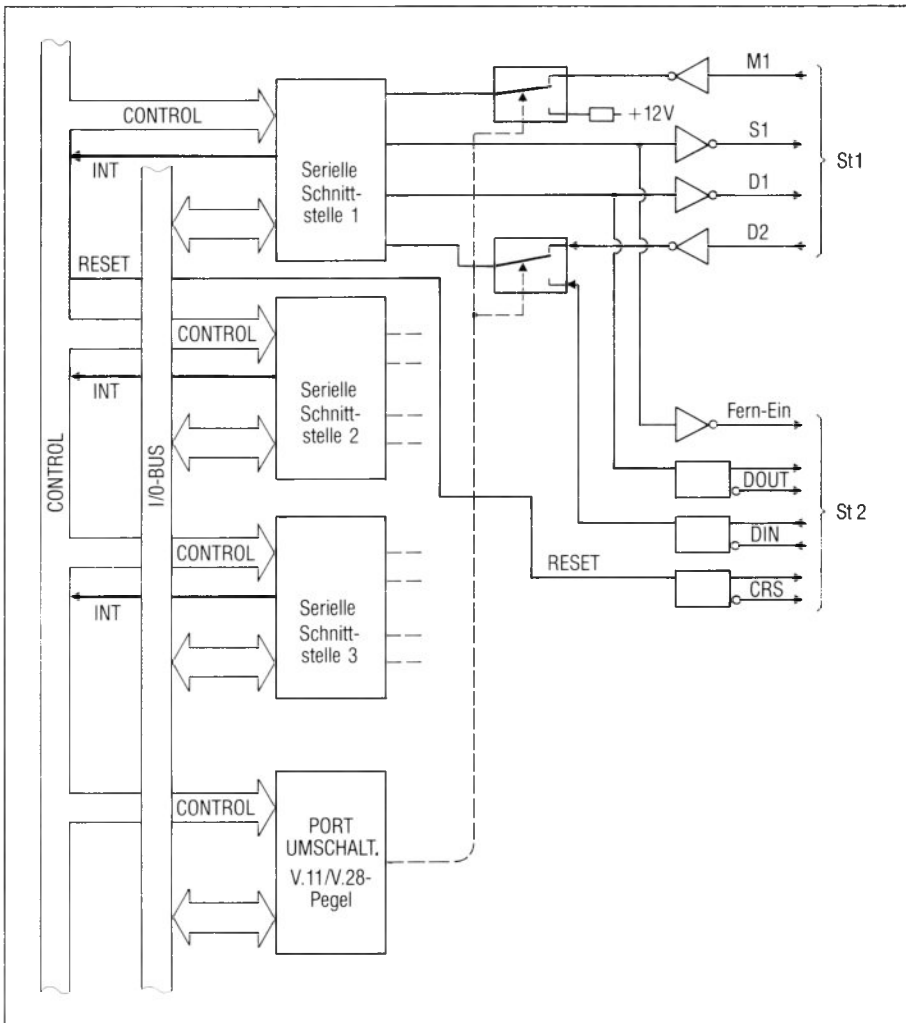 M1
CONTROL
+12V
S1
INT
Serielle
Schnitt-
stelle 1
St1
D1
D2
RESET
CONTROL
INT
Serielle
Schnitt-
stelle 2
Fern-Ein
CONTROL
I/0-BUS
DOUT
St 2
DIN
CONTROL
RESET
CRS
INT
Serielle
Schnitt-
stelle 3
CONTROL
PORT
UMSCHALT.
V.11/V.28-
Pegel